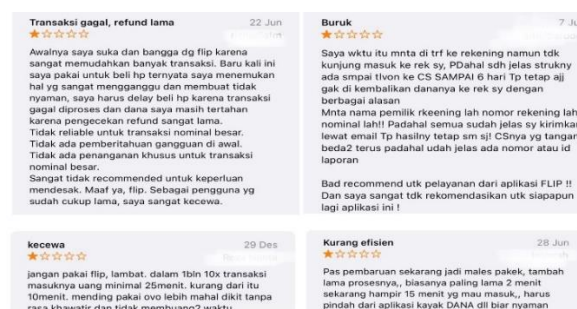 Transaksi gagal, refund lama
22 Jun
Awalnya saya suka dan bangga dg flip karena
sangat memudahkan banyak transaksi. Baru kali ini
saya pakai untuk beli hp ternyata saya menemukan
hal yg sangat mengganggu dan membuat tidak
nyaman, saya harus delay beli hp karena transaksi
gagal diproses dan dana saya masih tertahan
karena pengecekan refund sangat lama.
Tidak reliable untuk transaksi nominal besar.
Tidak ada pemberitahuan gangguan di awal.
Tidak ada penanganan khusus untuk transaksi
nominal besar.
Sangat tidak recommended untuk keperluan
mendesak. Maaf ya, flip. Sebagai pengguna yg
sudah cukup lama, saya sangat kecewa.
Buruk
7 Ju
Saya wktu itu mnta di trf ke rekening namun tdk
kunjung masuk ke rek sy, PDahal sdh jelas strukny
ada smpai tlvon ke CS SAMPAI 6 hari Tp tetap ajj
gak di kembalikan dananya ke rek sy dengan
berbagai alasan
Mnta nama pemilik rkeening lah nomor rekening lah
nominal lah!! Padahal semua sudah jelas sy kirimkan
lewat email Tp hasilny tetap sm sj! CSnya yg tangan
beda2 terus padahal udah jelas ada nomor atau id
laporan
Bad recommend utk pelayanan dari aplikasi FLIP !!
Dan saya sangat tdk rekomendasikan utk siapapun
lagi aplikasi ini !
kecewa
29 Des
jangan pakai flip, lambat. dalam 1bln 10x transaksi
masuknya uang minimal 25menit. kurang dari itu
10menit. mending pakai ovo lebih mahal dikit tanpa
rasa khawatir dan tidak membuang2 waktu
Kurang efisien
28 Jun
Pas pembaruan sekarang jadi males pakek, tambah
lama prosesnya,, biasanya paling lama 2 menit
sekarang hampir 15 menit yg mau masuk,, harus
pindah dari aplikasi kayak DANA dll biar nyaman